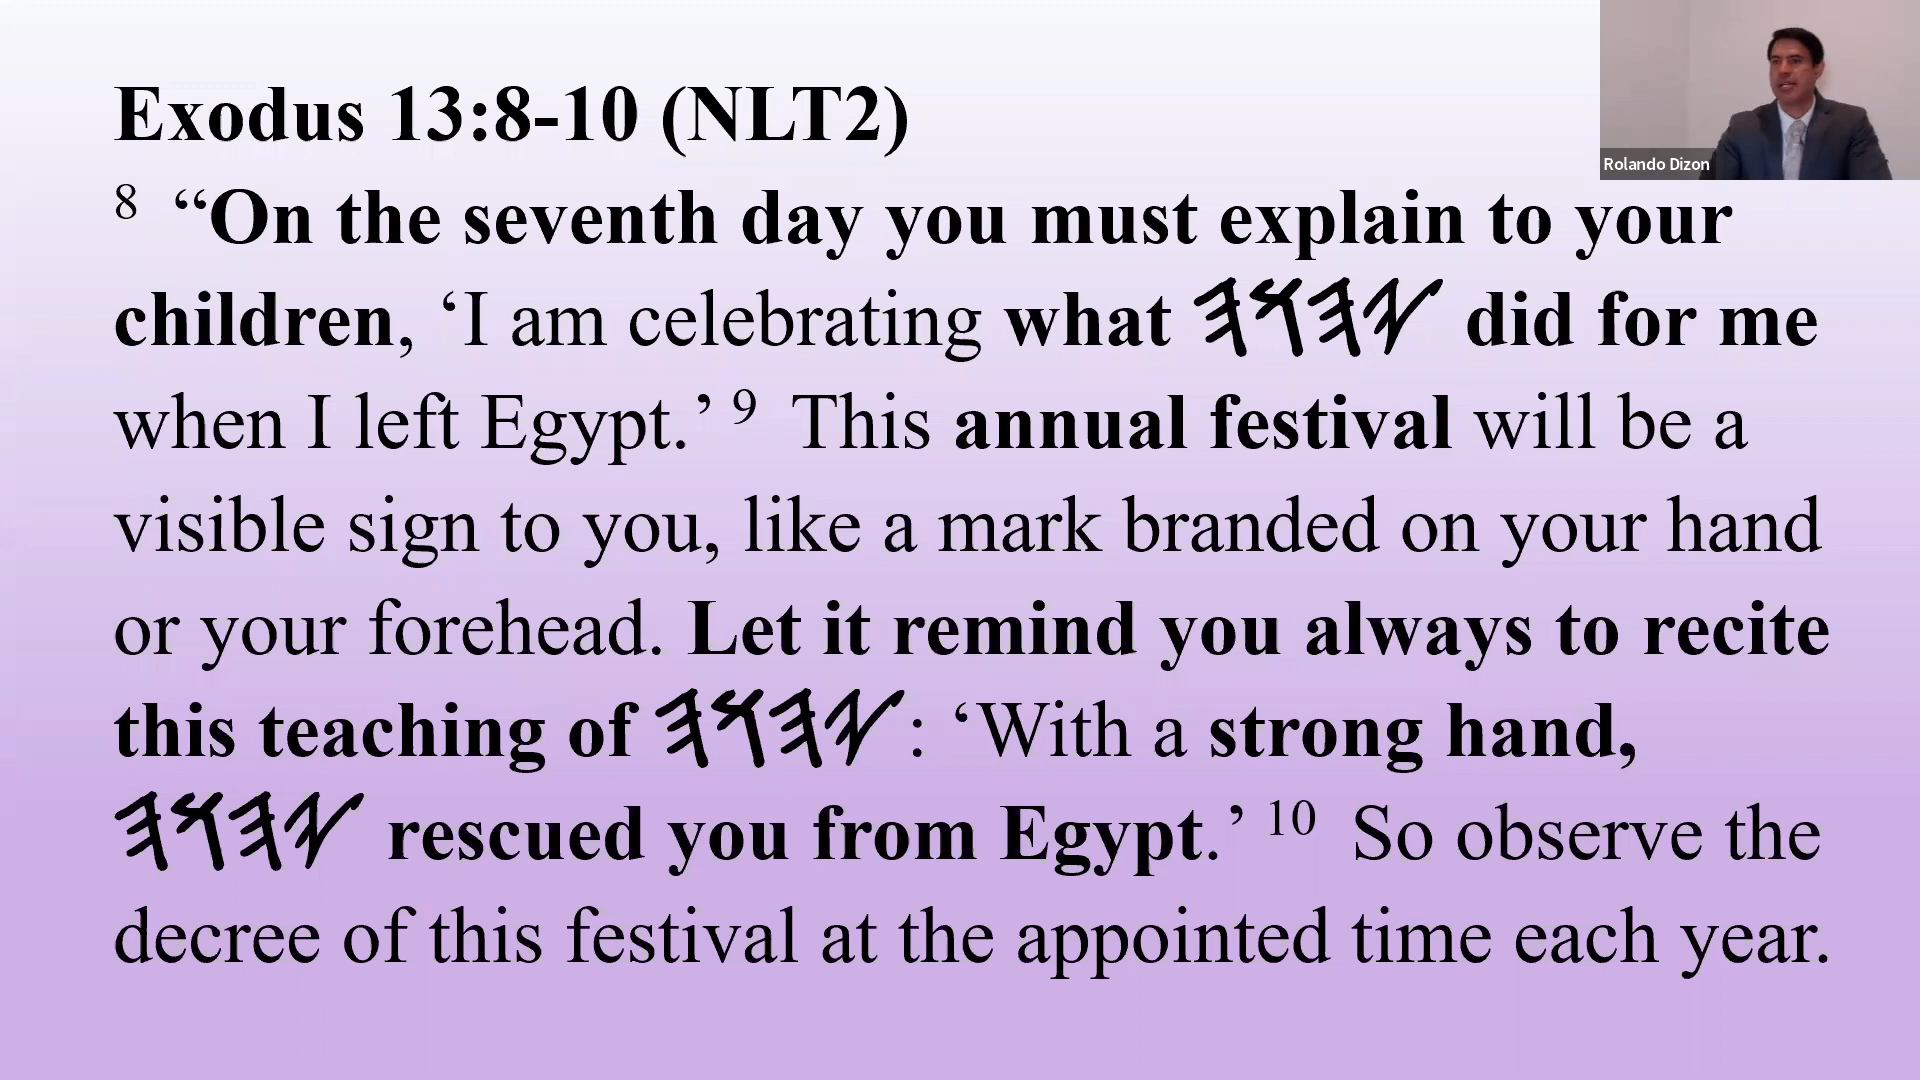 Exodus 13:8-10 (NLT2)
Rolando Dizon
8 “On the seventh day you must explain to your
children, ‘I am celebrating what 𐤉𐤄𐤅𐤄 did for me
when I left Egypt.’ 9 This annual festival will be a
visible sign to you, like a mark branded on your hand
or your forehead. Let it remind you always to recite
this teaching of 𐤉𐤄𐤅𐤄: ‘With a strong hand,
𐤉𐤄𐤅𐤄 rescued you from Egypt.’ 10 So observe the
decree of this festival at the appointed time each year.